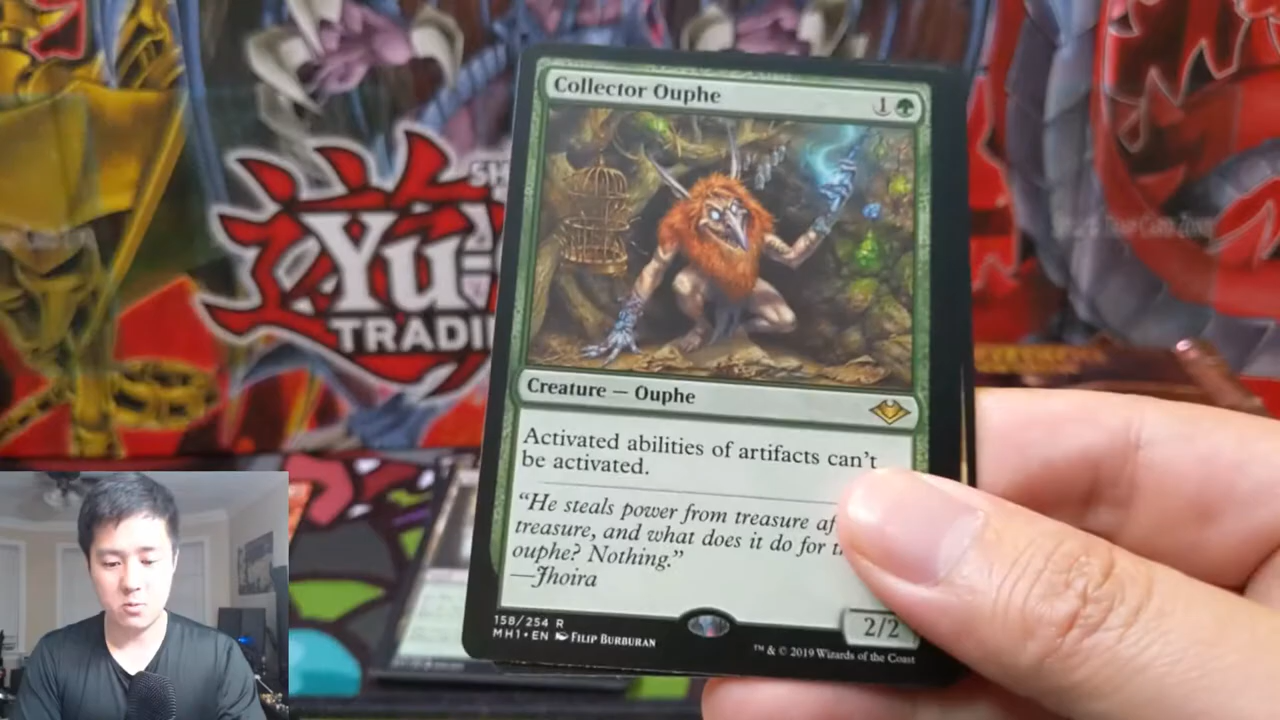 Collector Ouphe
1
Yu
TRADI
Creature — Ouphe
Activated abilities of artifacts can't
be activated.
“He steals power from treasure
treasure, and what does it do for
ouphe? Nothing.”
—Jhoira
2/2
158/254 R
MH1 • EN FILIP BURBURAN
™ & © 2019 Wizards of the Coast